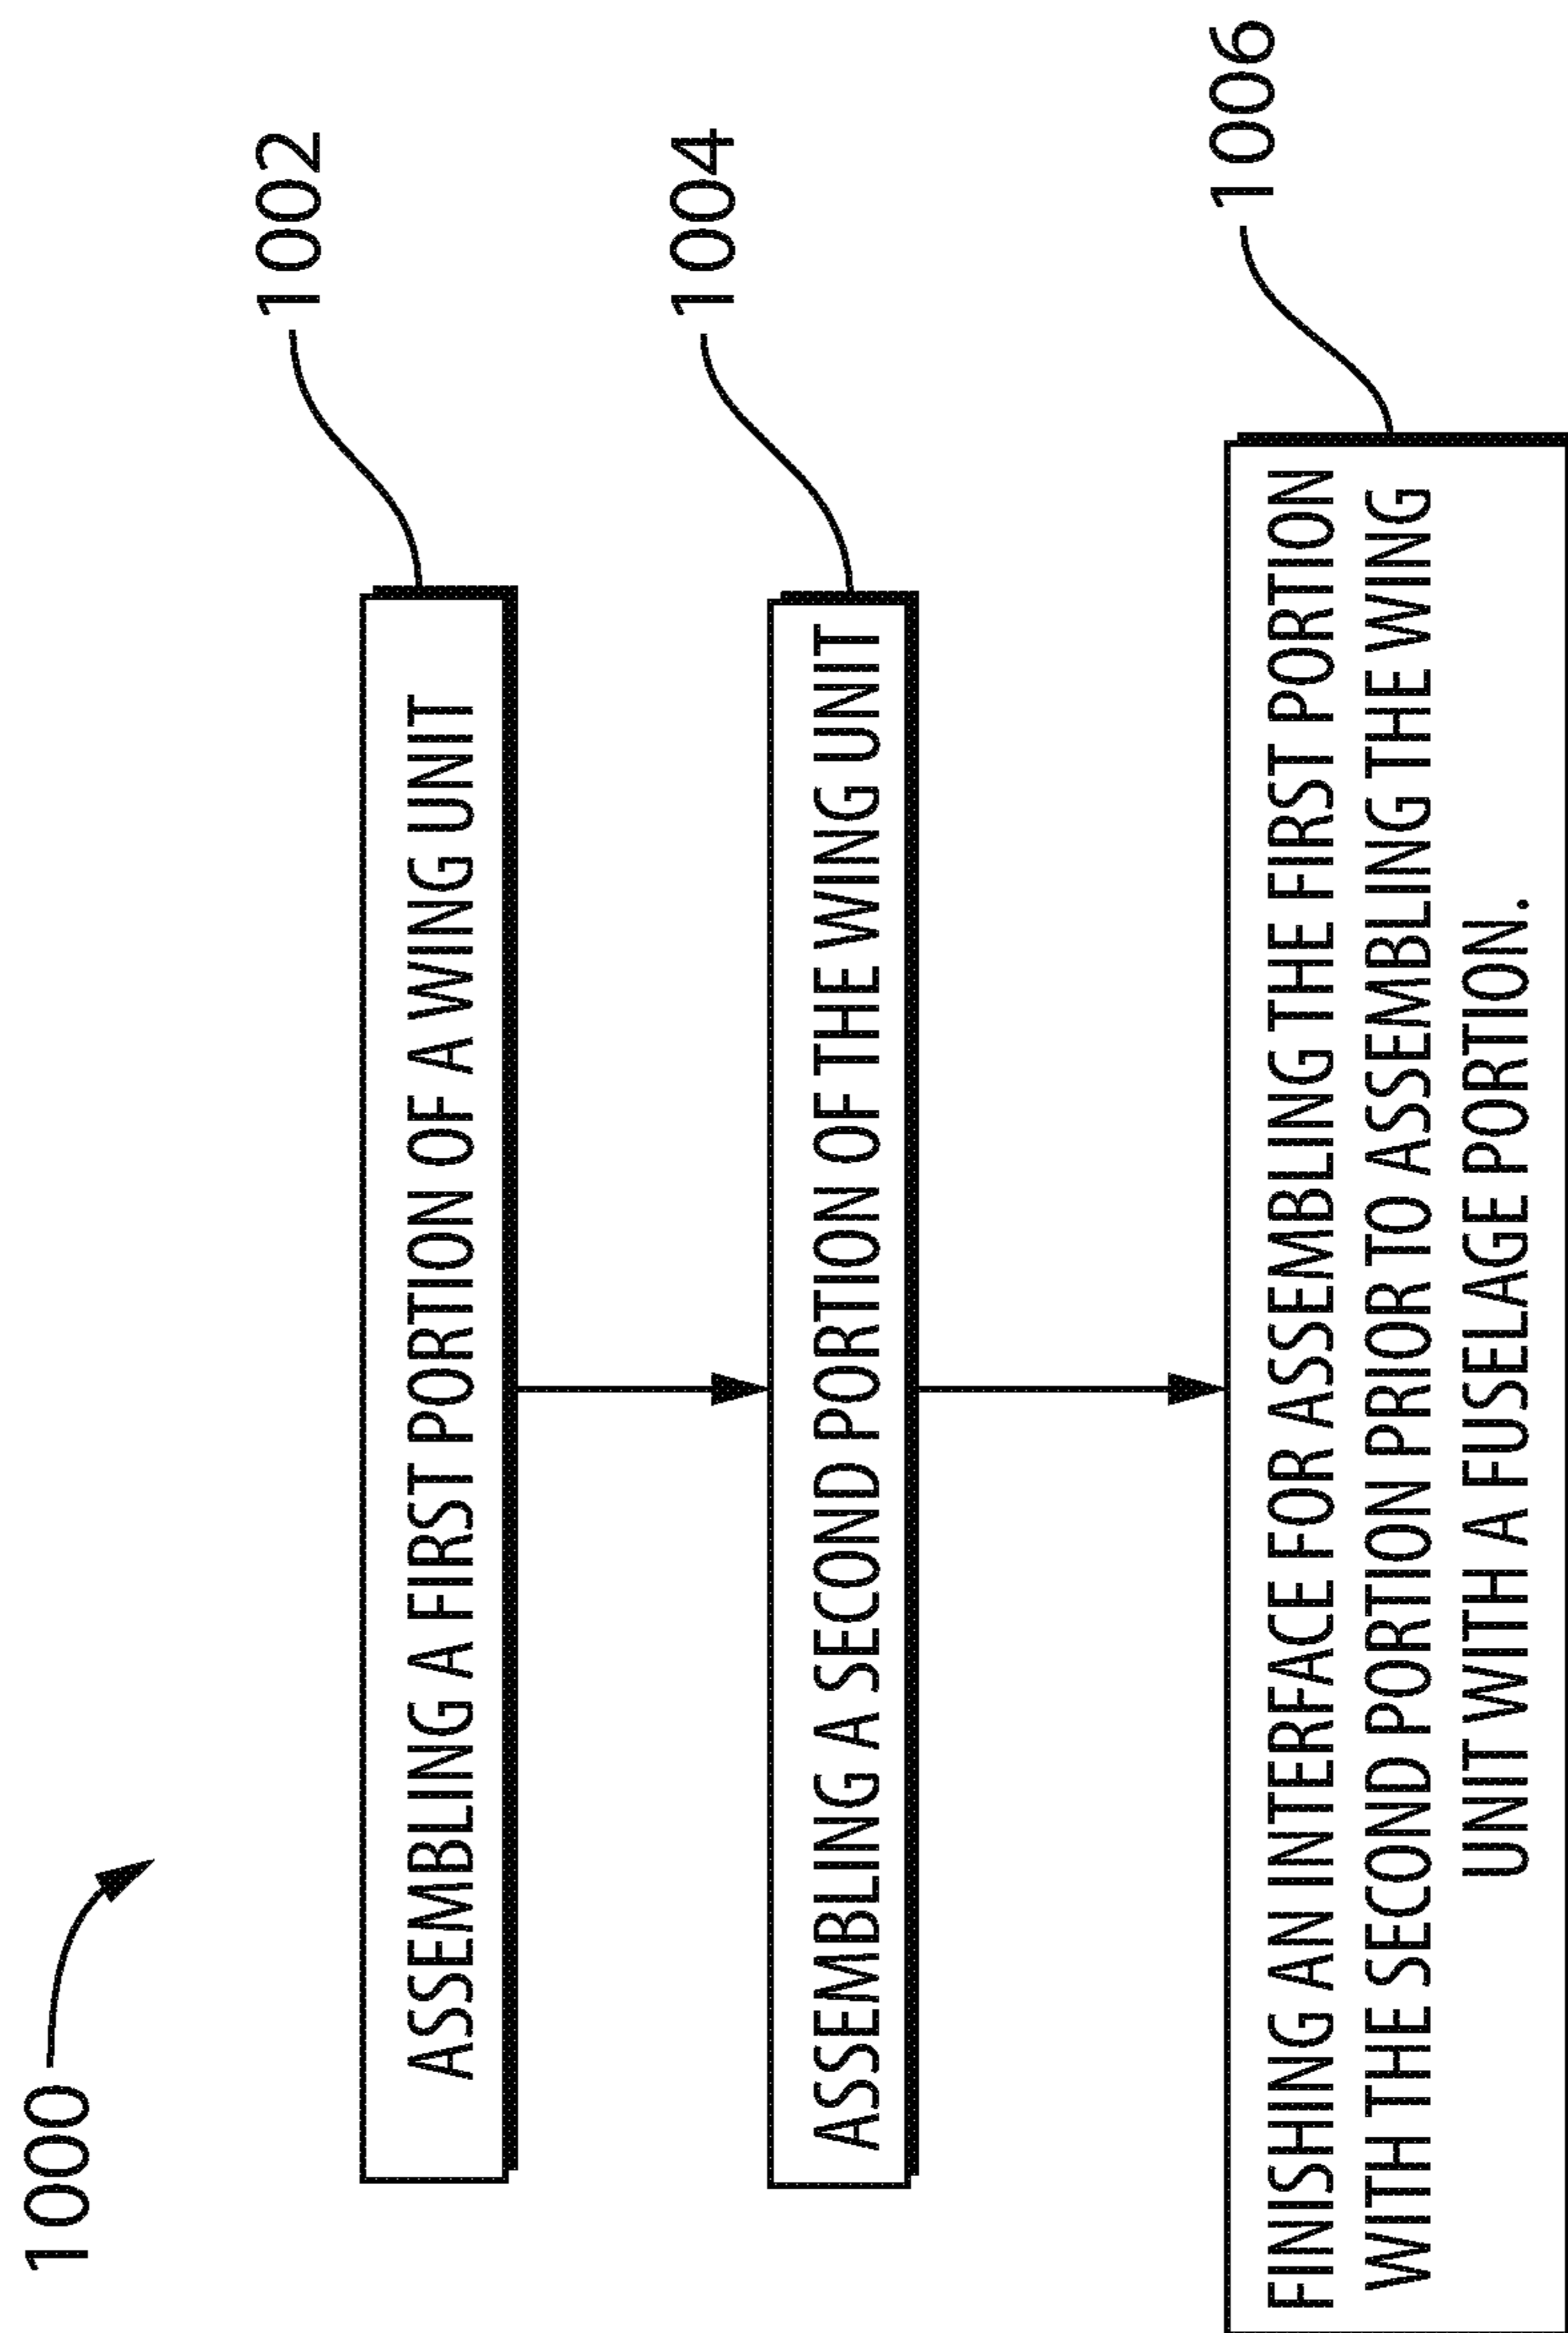 1000
1002
ASSEMBLING A FIRST PORTION OF A WING UNIT
1004
ASSEMBLING A SECOND PORTION OF THE WING UNIT
1006
FINISHING AN INTERFACE FOR ASSEMBLING THE FIRST PORTION
WITH THE SECOND PORTION PRIOR TO ASSEMBLING THE WING
UNIT WITH A FUSELAGE PORTION.